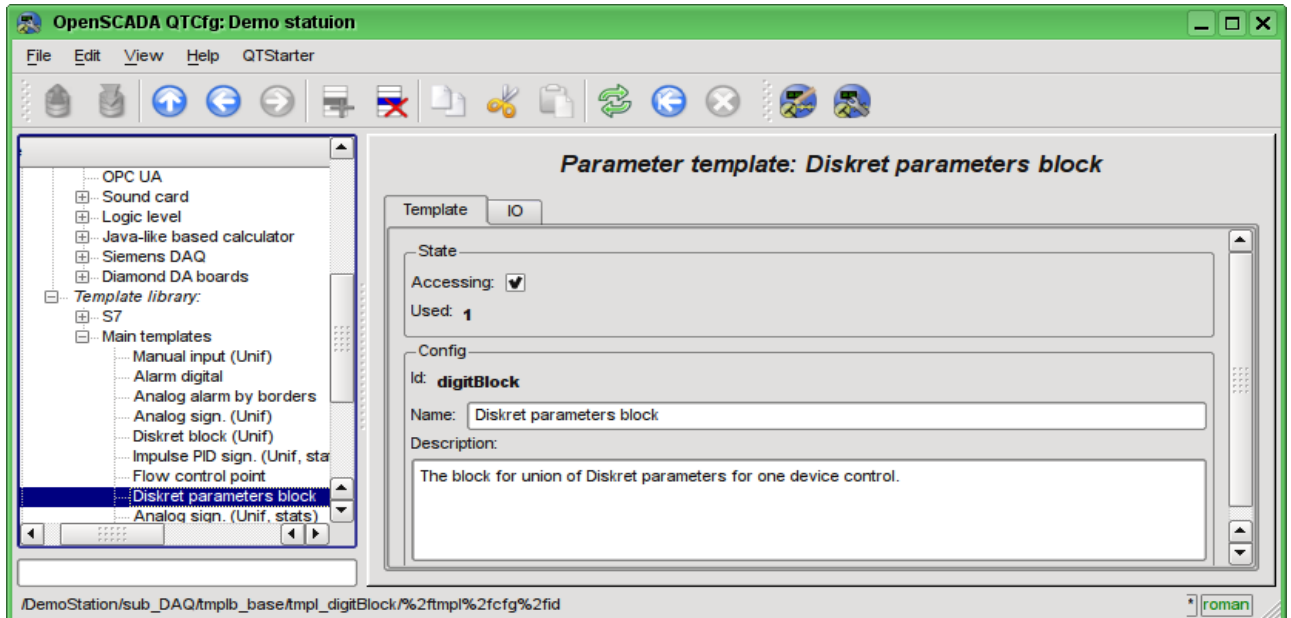 OpenSCADA QTCfg: Demo statuion
File Edit View Help QTStarter
OPC UA
Sound card
Logic level
Java-like based calculator
Siemens DAQ
Diamond DA boards
Template library:
S7
Main templates
Manual input (Unif)
Alarm digital
Analog alarm by borders
Analog sign. (Unif)
Diskret block (Unif)
Impulse PID sign. (Unif, sta
Flow control point
Diskret parameters block
Analog sign. (Unif, stats)
Parameter template: Diskret parameters block
Template IO
State
Accessing:
Used: 1
Config
Id: digitBlock
Name: Diskret parameters block
Description:
The block for union of Diskret parameters for one device control.
/DemoStation/sub_DAQ/tmplb_base/tmpl_digitBlock/%2ftmpl%2fcfg%2fid
* roman